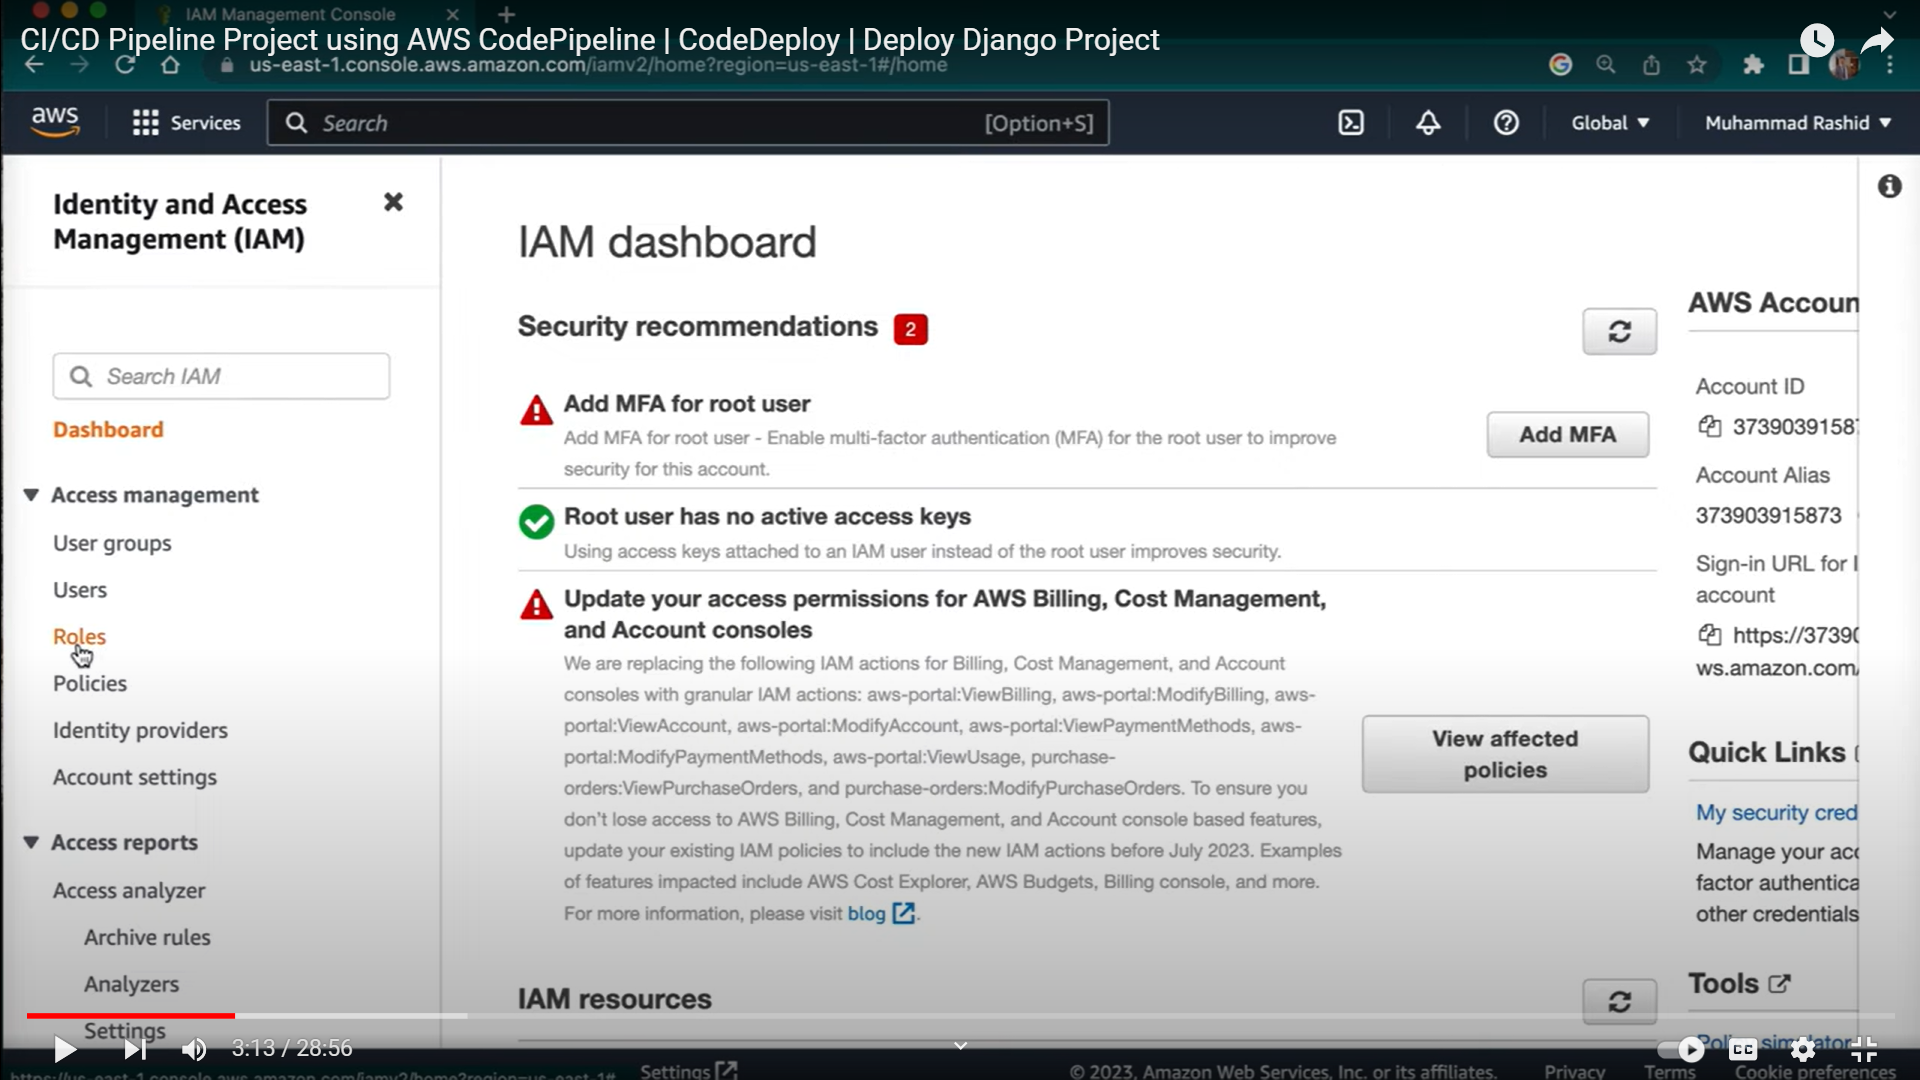 IAM Management Console
CI/CD Pipeline Project using AWS CodePipeline | CodeDeploy | Deploy Django Project
us-east-1.console.aws.amazon.com/iamv2/home?region=us-east-1#/home
aws
Services
Search
[Option+S]
Global
Muhammad Rashid
Identity and Access
Management (IAM)
Search IAM
Dashboard
Access management
User groups
Users
Roles
Policies
Identity providers
Account settings
Access reports
Access analyzer
Archive rules
Analyzers
Settings
IAM dashboard
Security recommendations 2
Add MFA for root user
Add MFA for root user - Enable multi-factor authentication (MFA) for the root user to improve
security for this account.
Add MFA
Root user has no active access keys
Using access keys attached to an IAM user instead of the root user improves security.
Update your access permissions for AWS Billing, Cost Management,
and Account consoles
We are replacing the following IAM actions for Billing, Cost Management, and Account
consoles with granular IAM actions: aws-portal:ViewBilling, aws-portal:ModifyBilling, aws-
portal:ViewAccount, aws-portal:ModifyAccount, aws-portal:ViewPaymentMethods, aws-
portal:ModifyPaymentMethods, aws-portal:ViewUsage, purchase-
orders:ViewPurchaseOrders, and purchase-orders:ModifyPurchaseOrders. To ensure you
don't lose access to AWS Billing, Cost Management, and Account console based features,
update your existing IAM policies to include the new IAM actions before July 2023. Examples
of features impacted include AWS Cost Explorer, AWS Budgets, Billing console, and more.
For more information, please visit blog .
View affected
policies
IAM resources
AWS Accoun
Account ID
37390391587
Account Alias
373903915873
Sign-in URL for I
account
https://37390
ws.amazon.com/
Quick Links
My security cred
Manage your acc
factor authentica
other credentials
Tools
3:13 / 28:56
CC
https://us-east-1.console.aws.amazon.com/iamv2/home?region=us-east-1#
Settings
© 2023, Amazon Web Services, Inc. or its affiliates.
Privacy
Terms
Cookie preferences